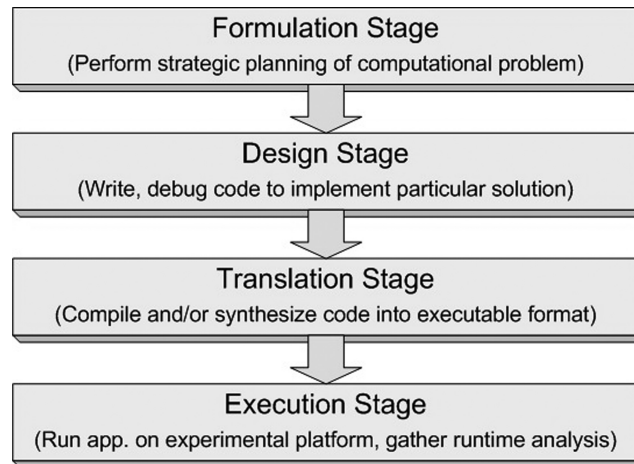 Formulation Stage
(Perform strategic planning of computational problem)
Design Stage
(Write, debug code to implement particular solution)
Translation Stage
(Compile and/or synthesize code into executable format)
Execution Stage
(Run app. on experimental platform, gather runtime analysis)